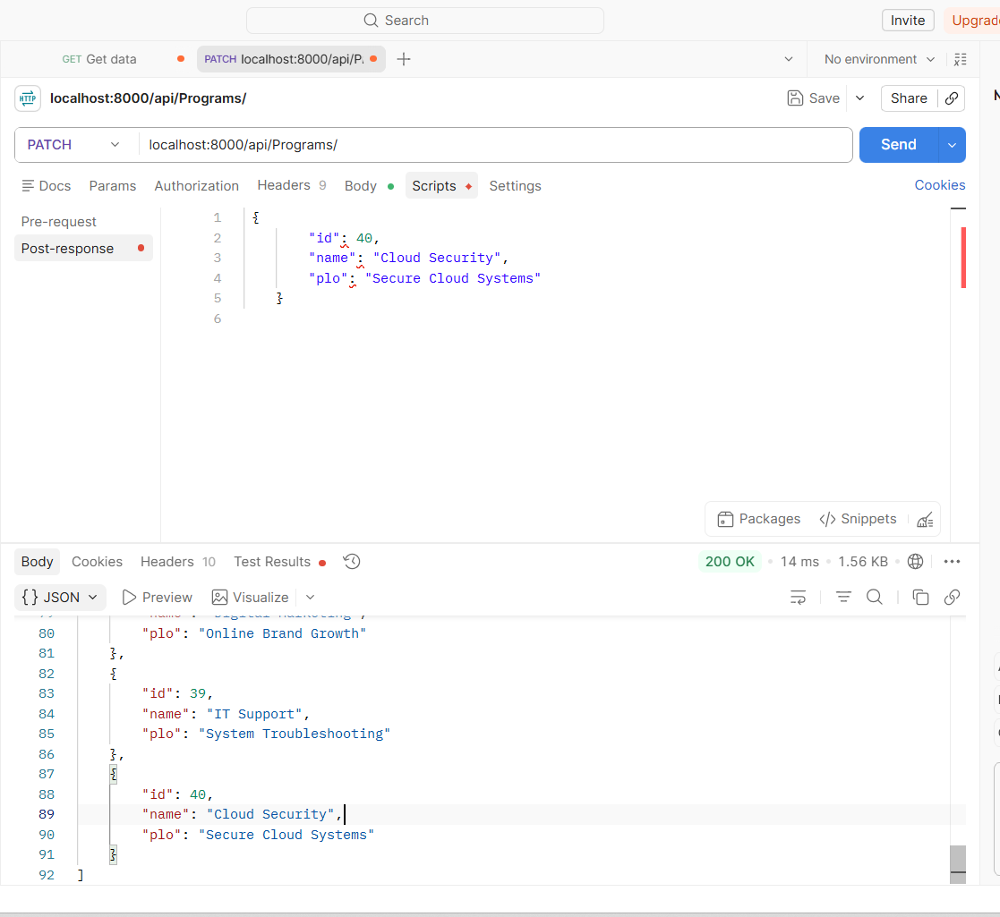 Search
Invite
Upgrad
GET Get data
PATCH localhost:8000/api/P.
No environment
HTTP localhost:8000/api/Programs/
Save
Share
PATCH
localhost:8000/api/Programs/
Send
Docs Params Authorization Headers 9 Body Scripts Settings
Cookies
Pre-request
Post-response
1 {
2 "id": 40,
3 "name": "Cloud Security",
4 "plo": "Secure Cloud Systems"
5 }
6
Packages
</> Snippets
Body Cookies Headers 10 Test Results
200 OK • 14 ms • 1.56 KB
{} JSON
Preview
Visualize
79 "name": "Digital Marketing",
80 "plo": "Online Brand Growth"
81 },
82 {
83 "id": 39,
84 "name": "IT Support",
85 "plo": "System Troubleshooting"
86 },
87 {
88 "id": 40,
89 "name": "Cloud Security",
90 "plo": "Secure Cloud Systems"
91 }
92 ]